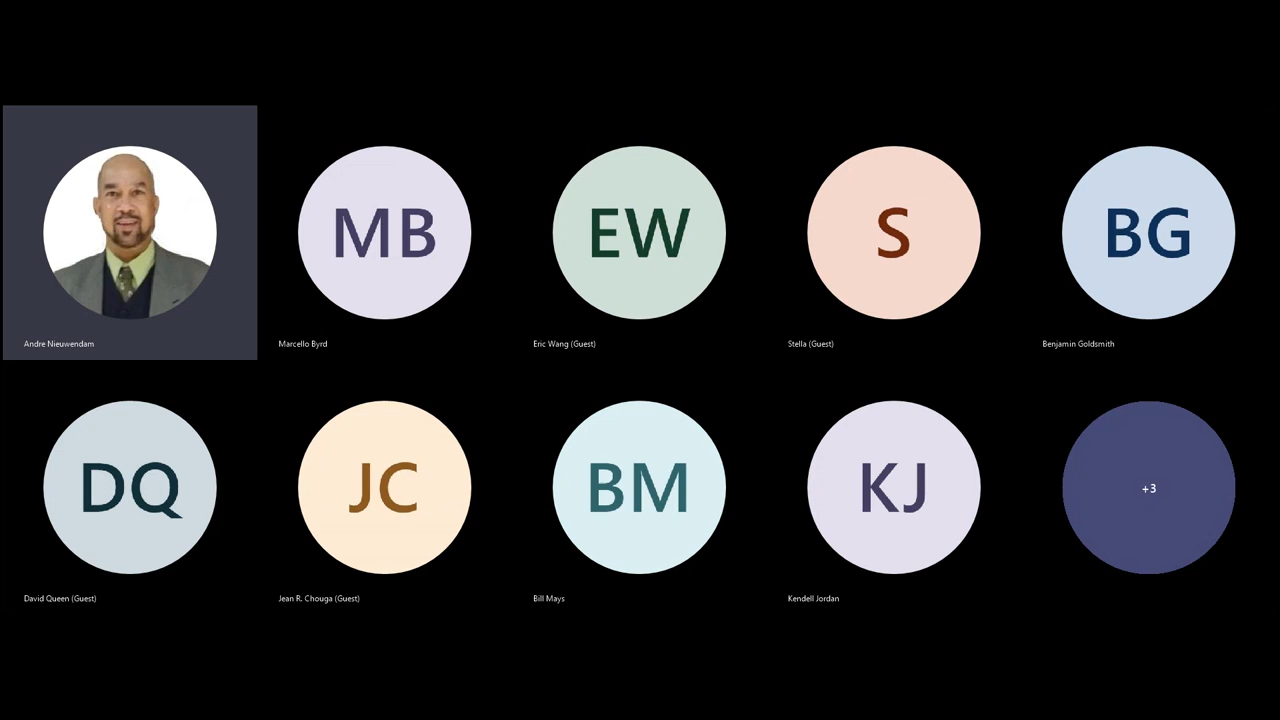 MB
EW
S
BG
Andre Nieuwendam
Marcello Byrd
Eric Wang (Guest)
Stella (Guest)
Benjamin Goldsmith
DQ
JC
BM
KJ
+3
David Queen (Guest)
Jean R. Chouga (Guest)
Bill Mays
Kendell Jordan